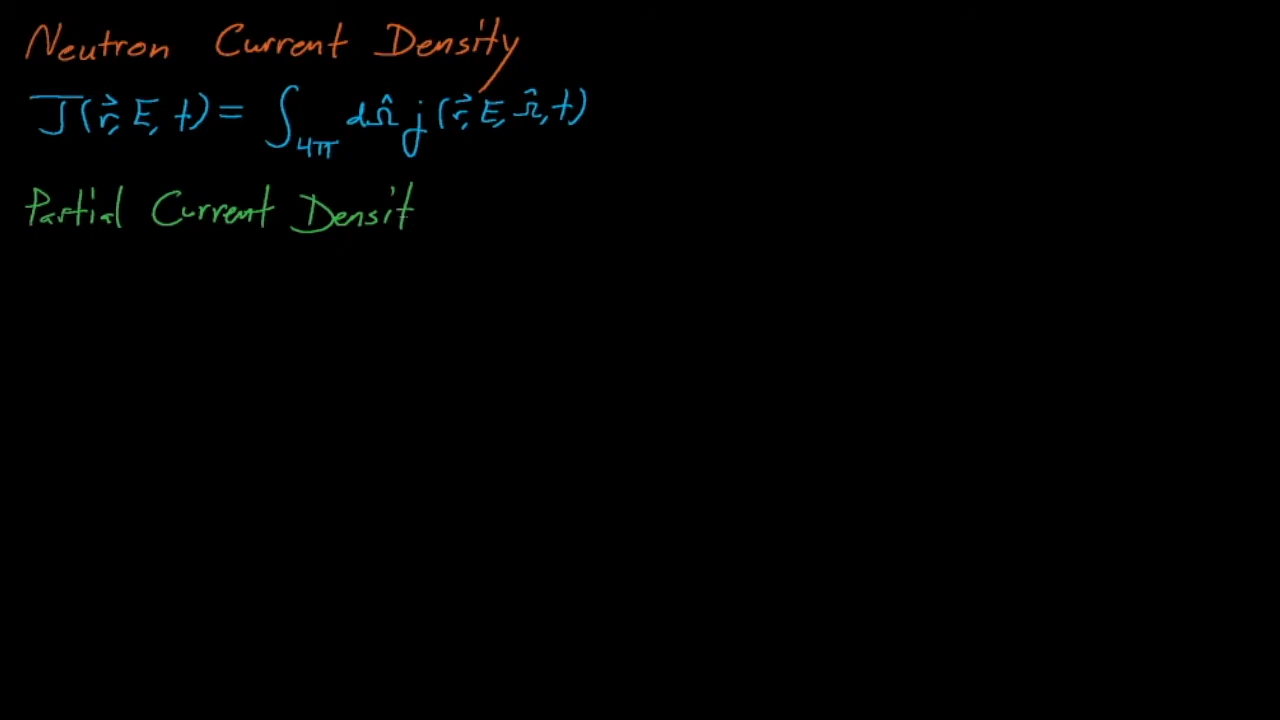 Neutron Current Density
J(r⃗, E, t) = ∫₄π dΩ̂ j(r⃗, E, Ω̂, t)
Partial Current Densit